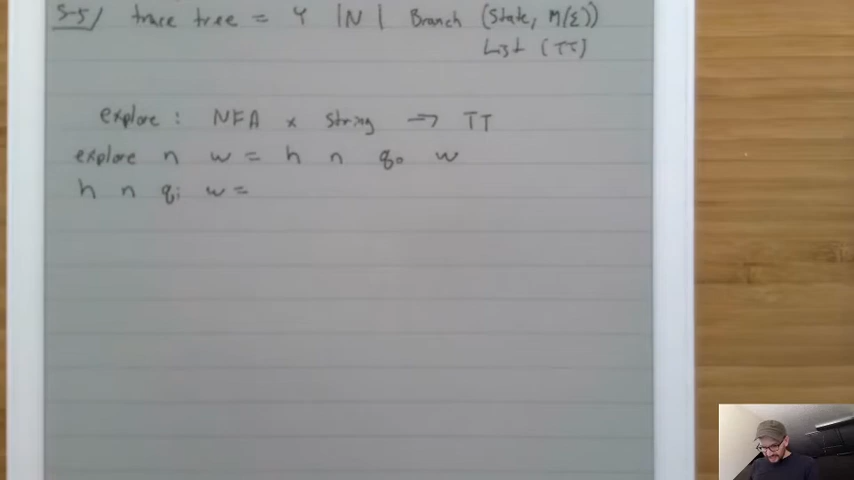 5-5/ trace tree = Y |N| Branch (State, M/ε))
List (TT)
explore : NFA x string → TT
explore n w = h n q₀ w
h n qᵢ w =